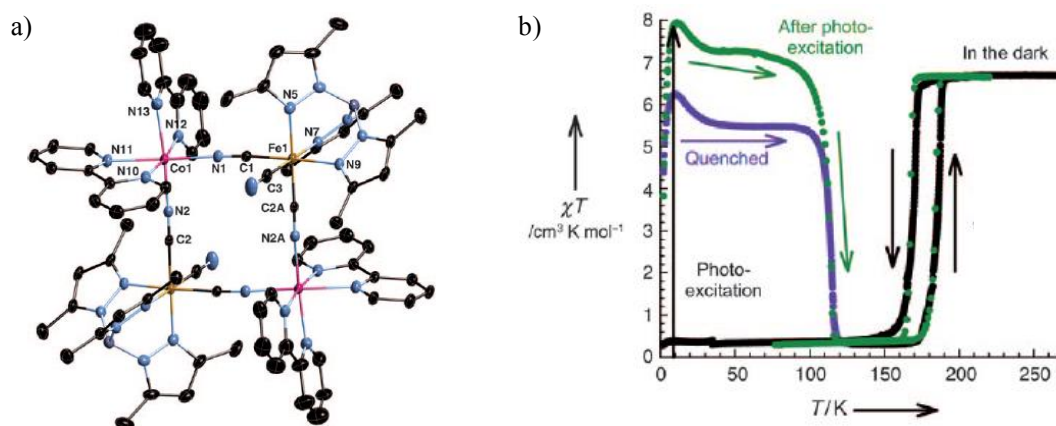 a)
N13
N12
N11
N10
Co1
N1
C1
N5
Fe1
N7
N9
C3
C2A
N2
C2
N2A
b)
8
7
6
5
4
3
2
1
0
χT
/cm³ K mol⁻¹
After photo-
excitation
In the dark
Quenched
Photo-
excitation
0
50
100
150
200
250
T/K